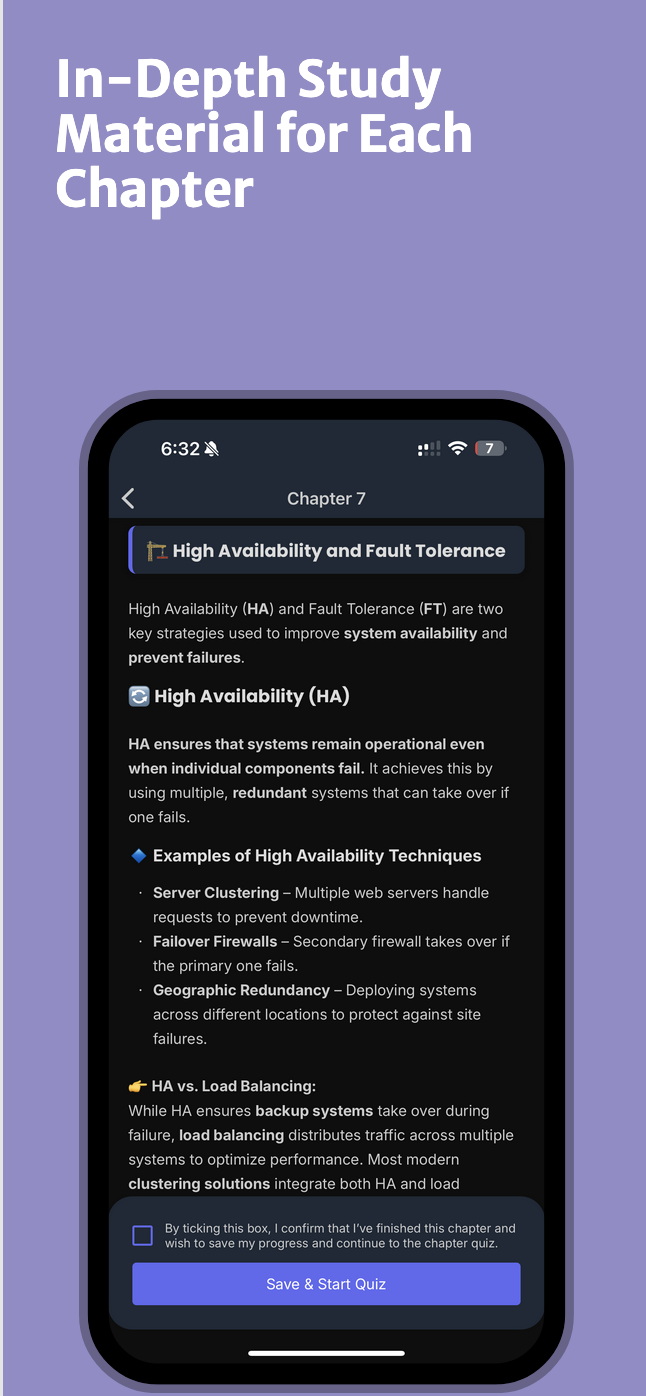 In-Depth Study
Material for Each
Chapter
6:32
7
Chapter 7
🏗️ High Availability and Fault Tolerance
High Availability (HA) and Fault Tolerance (FT) are two
key strategies used to improve system availability and
prevent failures.
🔄 High Availability (HA)
HA ensures that systems remain operational even
when individual components fail. It achieves this by
using multiple, redundant systems that can take over if
one fails.
🔹 Examples of High Availability Techniques
· Server Clustering – Multiple web servers handle
requests to prevent downtime.
· Failover Firewalls – Secondary firewall takes over if
the primary one fails.
· Geographic Redundancy – Deploying systems
across different locations to protect against site
failures.
👉 HA vs. Load Balancing:
While HA ensures backup systems take over during
failure, load balancing distributes traffic across multiple
systems to optimize performance. Most modern
clustering solutions integrate both HA and load
By ticking this box, I confirm that I've finished this chapter and
wish to save my progress and continue to the chapter quiz.
Save & Start Quiz